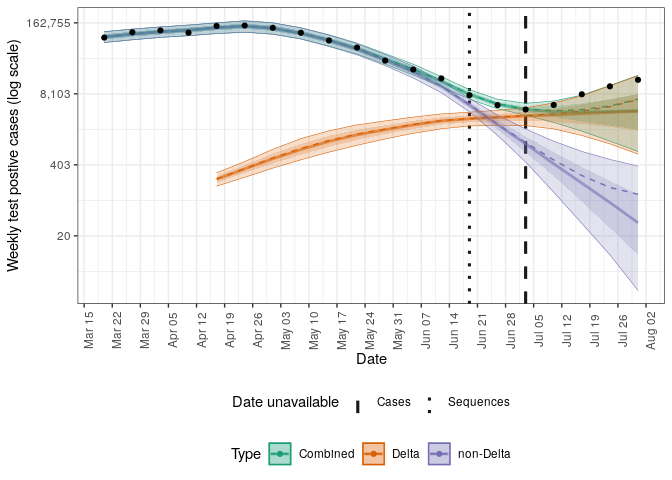 Weekly test postive cases (log scale)
162,755
8,103
403
20
Mar 15
Mar 22
Mar 29
Apr 05
Apr 12
Apr 19
Apr 26
May 03
May 10
May 17
May 24
May 31
Jun 07
Jun 14
Jun 21
Jun 28
Jul 05
Jul 12
Jul 19
Jul 26
Aug 02
Date
Date unavailable Cases Sequences
Type Combined Delta non-Delta